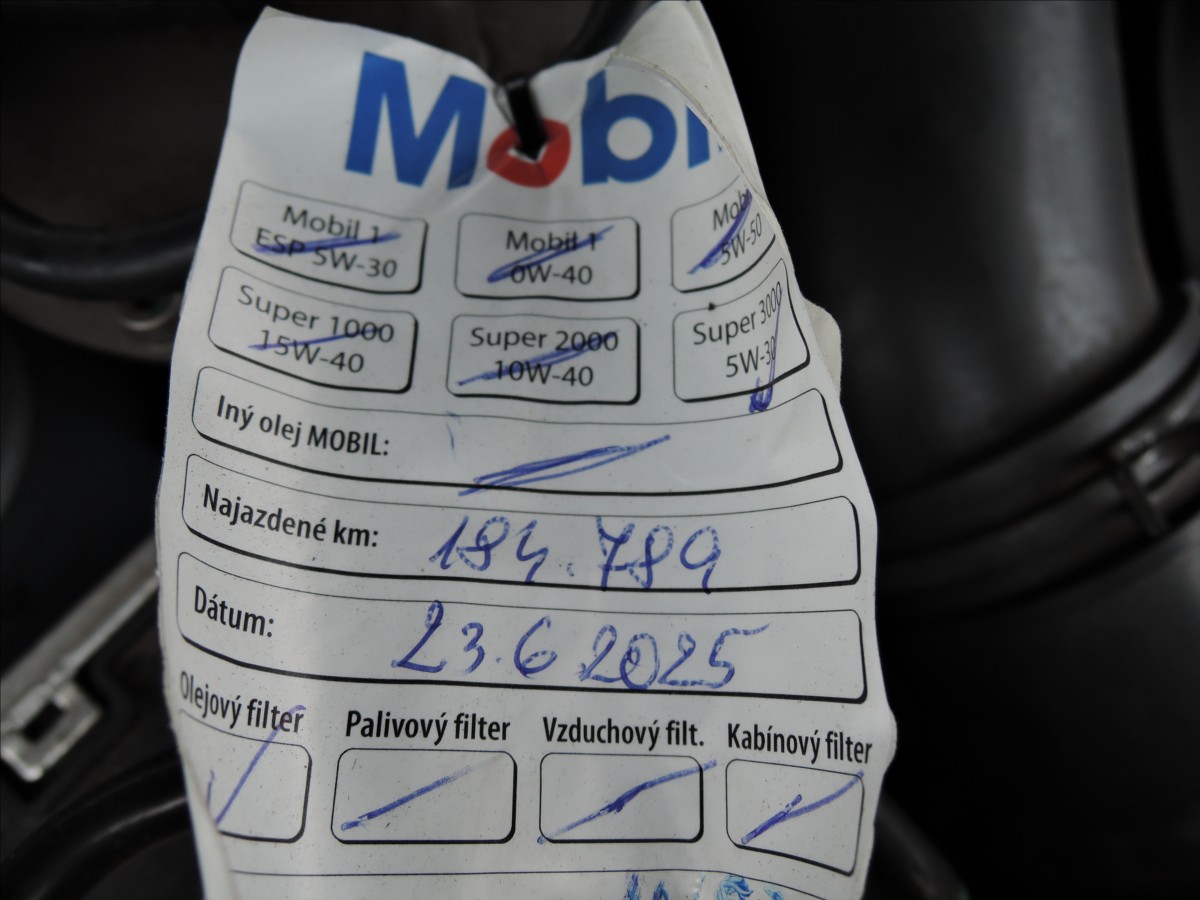 Mobi
Mobil 1
ESP 5W-30
Mobil 1
0W-40
Mob
5W-50
Super 1000
15W-40
Super 2000
10W-40
Super 3000
5W-30
Iný olej MOBIL:
Najazdené km: 184.789
Dátum: 23.6 2025
Olejový filter Palivový filter Vzduchový filt. Kabínový filter